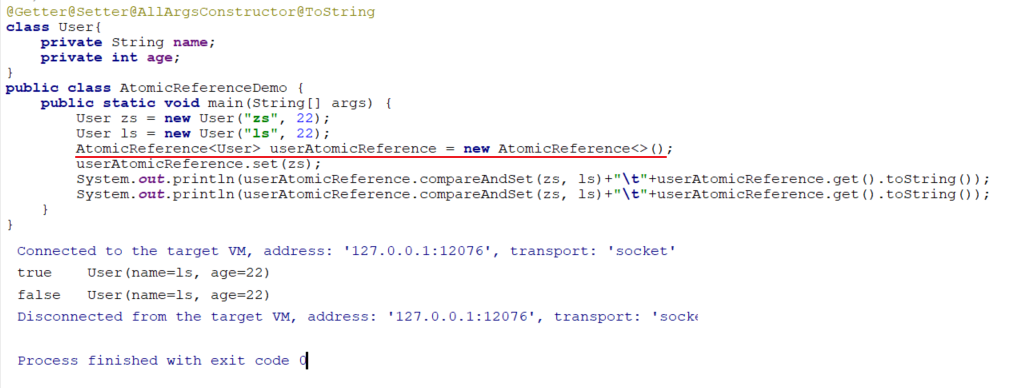 @Getter@Setter@AllArgsConstructor@ToString
class User{
    private String name;
    private int age;
}
public class AtomicReferenceDemo {
    public static void main(String[] args) {
        User zs = new User("zs", 22);
        User ls = new User("ls", 22);
        AtomicReference<User> userAtomicReference = new AtomicReference<>();
        userAtomicReference.set(zs);
        System.out.println(userAtomicReference.compareAndSet(zs, ls)+"\t"+userAtomicReference.get().toString());
        System.out.println(userAtomicReference.compareAndSet(zs, ls)+"\t"+userAtomicReference.get().toString());
    }
}
Connected to the target VM, address: '127.0.0.1:12076', transport: 'socket'
true    User(name=ls, age=22)
false   User(name=ls, age=22)
Disconnected from the target VM, address: '127.0.0.1:12076', transport: 'socke
Process finished with exit code 0